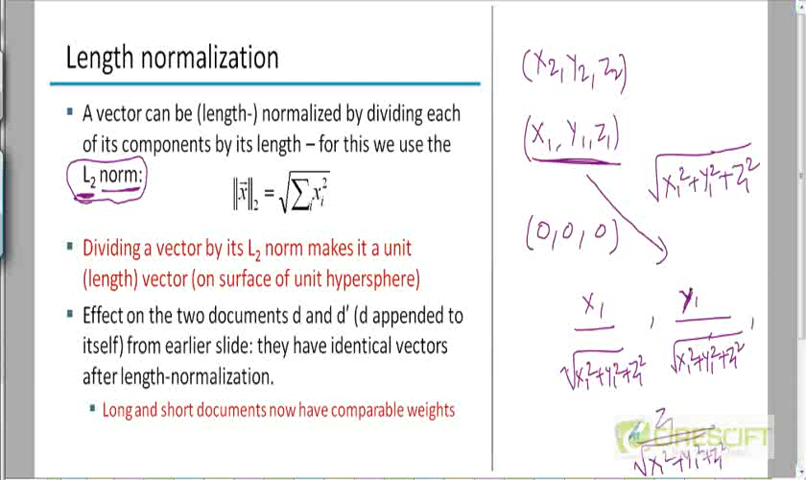 Length normalization
▪ A vector can be (length-) normalized by dividing each
of its components by its length – for this we use the
L₂ norm:
‖x⃗‖₂ = √∑ᵢxᵢ²
▪ Dividing a vector by its L₂ norm makes it a unit
(length) vector (on surface of unit hypersphere)
▪ Effect on the two documents d and d′ (d appended to
itself) from earlier slide: they have identical vectors
after length-normalization.
▪ Long and short documents now have comparable weights
(x₂, y₂, z₂)
(x₁, y₁, z₁)
√x₁²+y₁²+z₁²
(0, 0, 0)
x₁ / √x₁²+y₁²+z₁² , y₁ / √x₁²+y₁²+z₁² ,
z₁ / √x₁²+y₁²+z₁²